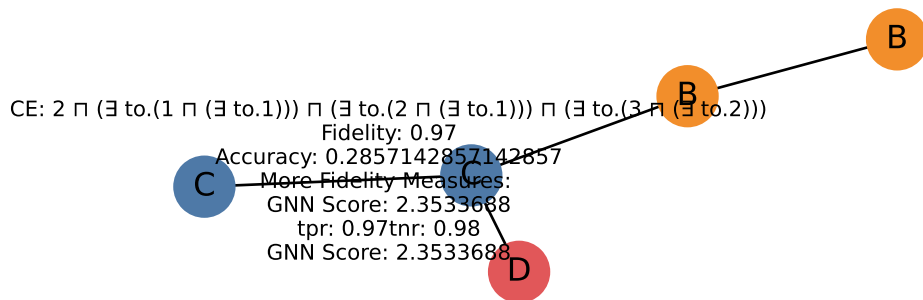 B
B
CE: 2 ⊓ (∃ to.(1 ⊓ (∃ to.1))) ⊓ (∃ to.(2 ⊓ (∃ to.1))) ⊓ (∃ to.(3 ⊓ (∃ to.2)))
Fidelity: 0.97
Accuracy: 0.2857142857142857
C
C
More Fidelity Measures:
GNN Score: 2.3533688
tpr: 0.97tnr: 0.98
GNN Score: 2.3533688
D